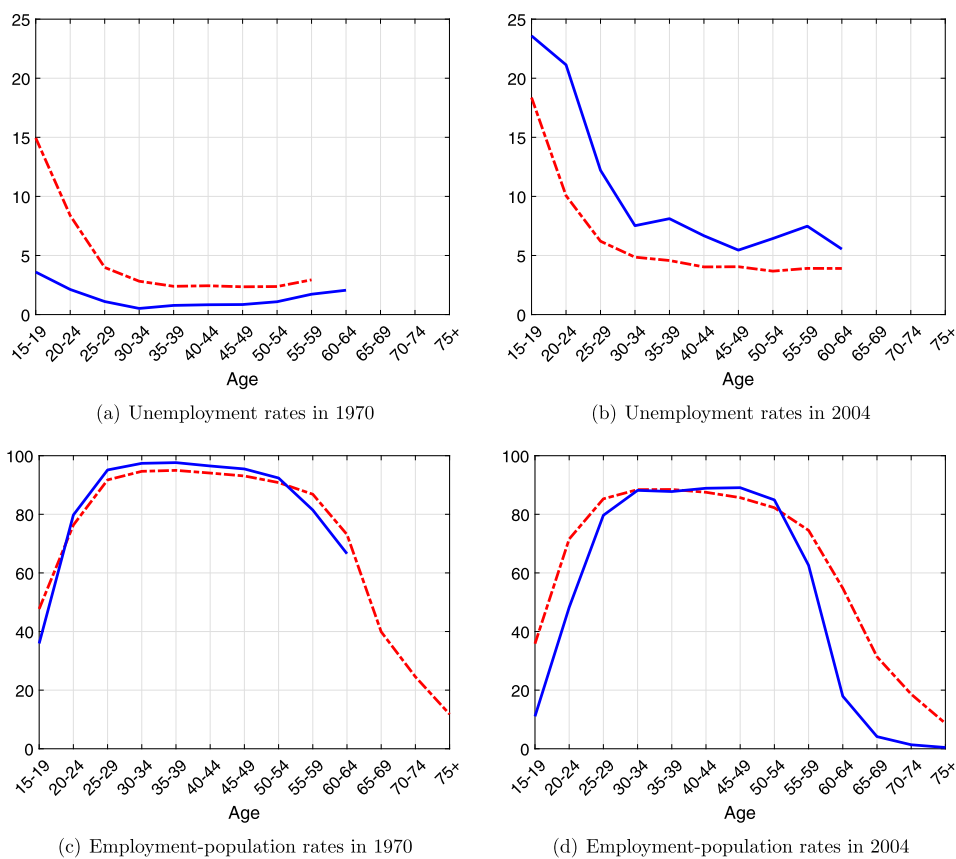 25
20
15
10
5
0
15-19 20-24 25-29 30-34 35-39 40-44 45-49 50-54 55-59 60-64 65-69 70-74 75+
Age
(a) Unemployment rates in 1970
25
20
15
10
5
0
15-19 20-24 25-29 30-34 35-39 40-44 45-49 50-54 55-59 60-64 65-69 70-74 75+
Age
(b) Unemployment rates in 2004
100
80
60
40
20
0
15-19 20-24 25-29 30-34 35-39 40-44 45-49 50-54 55-59 60-64 65-69 70-74 75+
Age
(c) Employment-population rates in 1970
100
80
60
40
20
0
15-19 20-24 25-29 30-34 35-39 40-44 45-49 50-54 55-59 60-64 65-69 70-74 75+
Age
(d) Employment-population rates in 2004